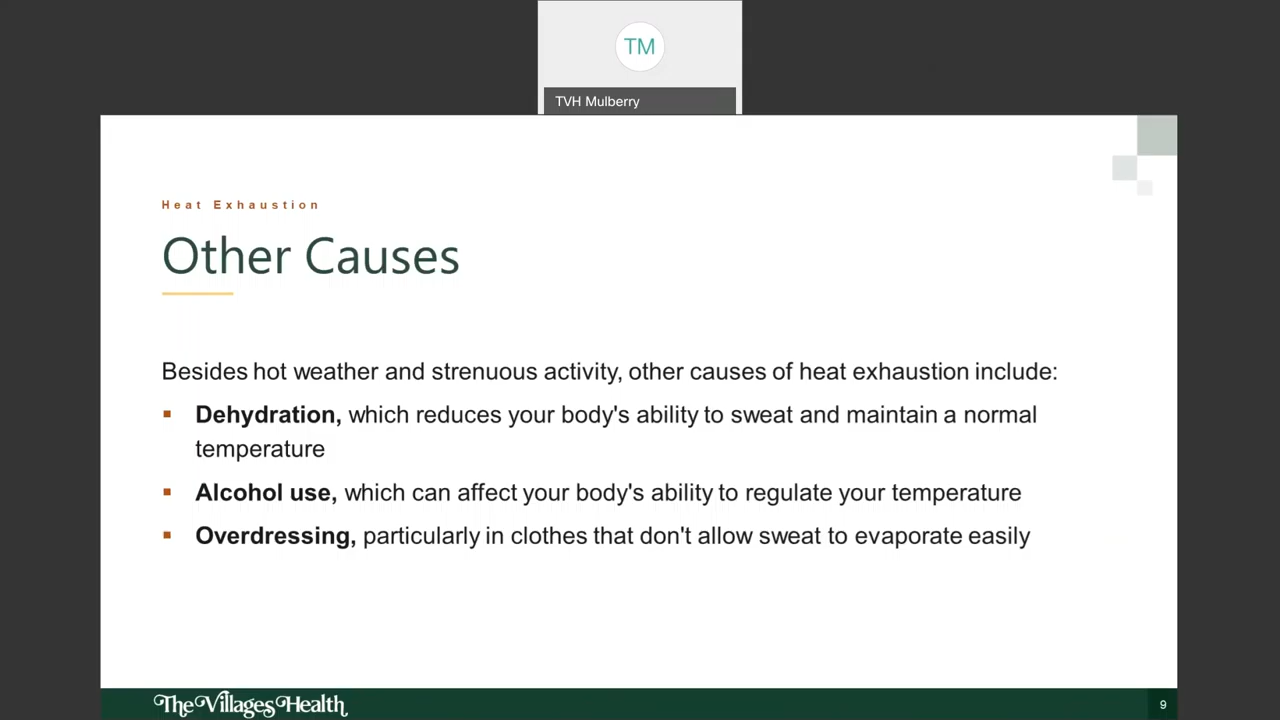 TM
TVH Mulberry
Heat Exhaustion
Other Causes
Besides hot weather and strenuous activity, other causes of heat exhaustion include:
▪ Dehydration, which reduces your body's ability to sweat and maintain a normal
temperature
▪ Alcohol use, which can affect your body's ability to regulate your temperature
▪ Overdressing, particularly in clothes that don't allow sweat to evaporate easily
The Villages Health
9